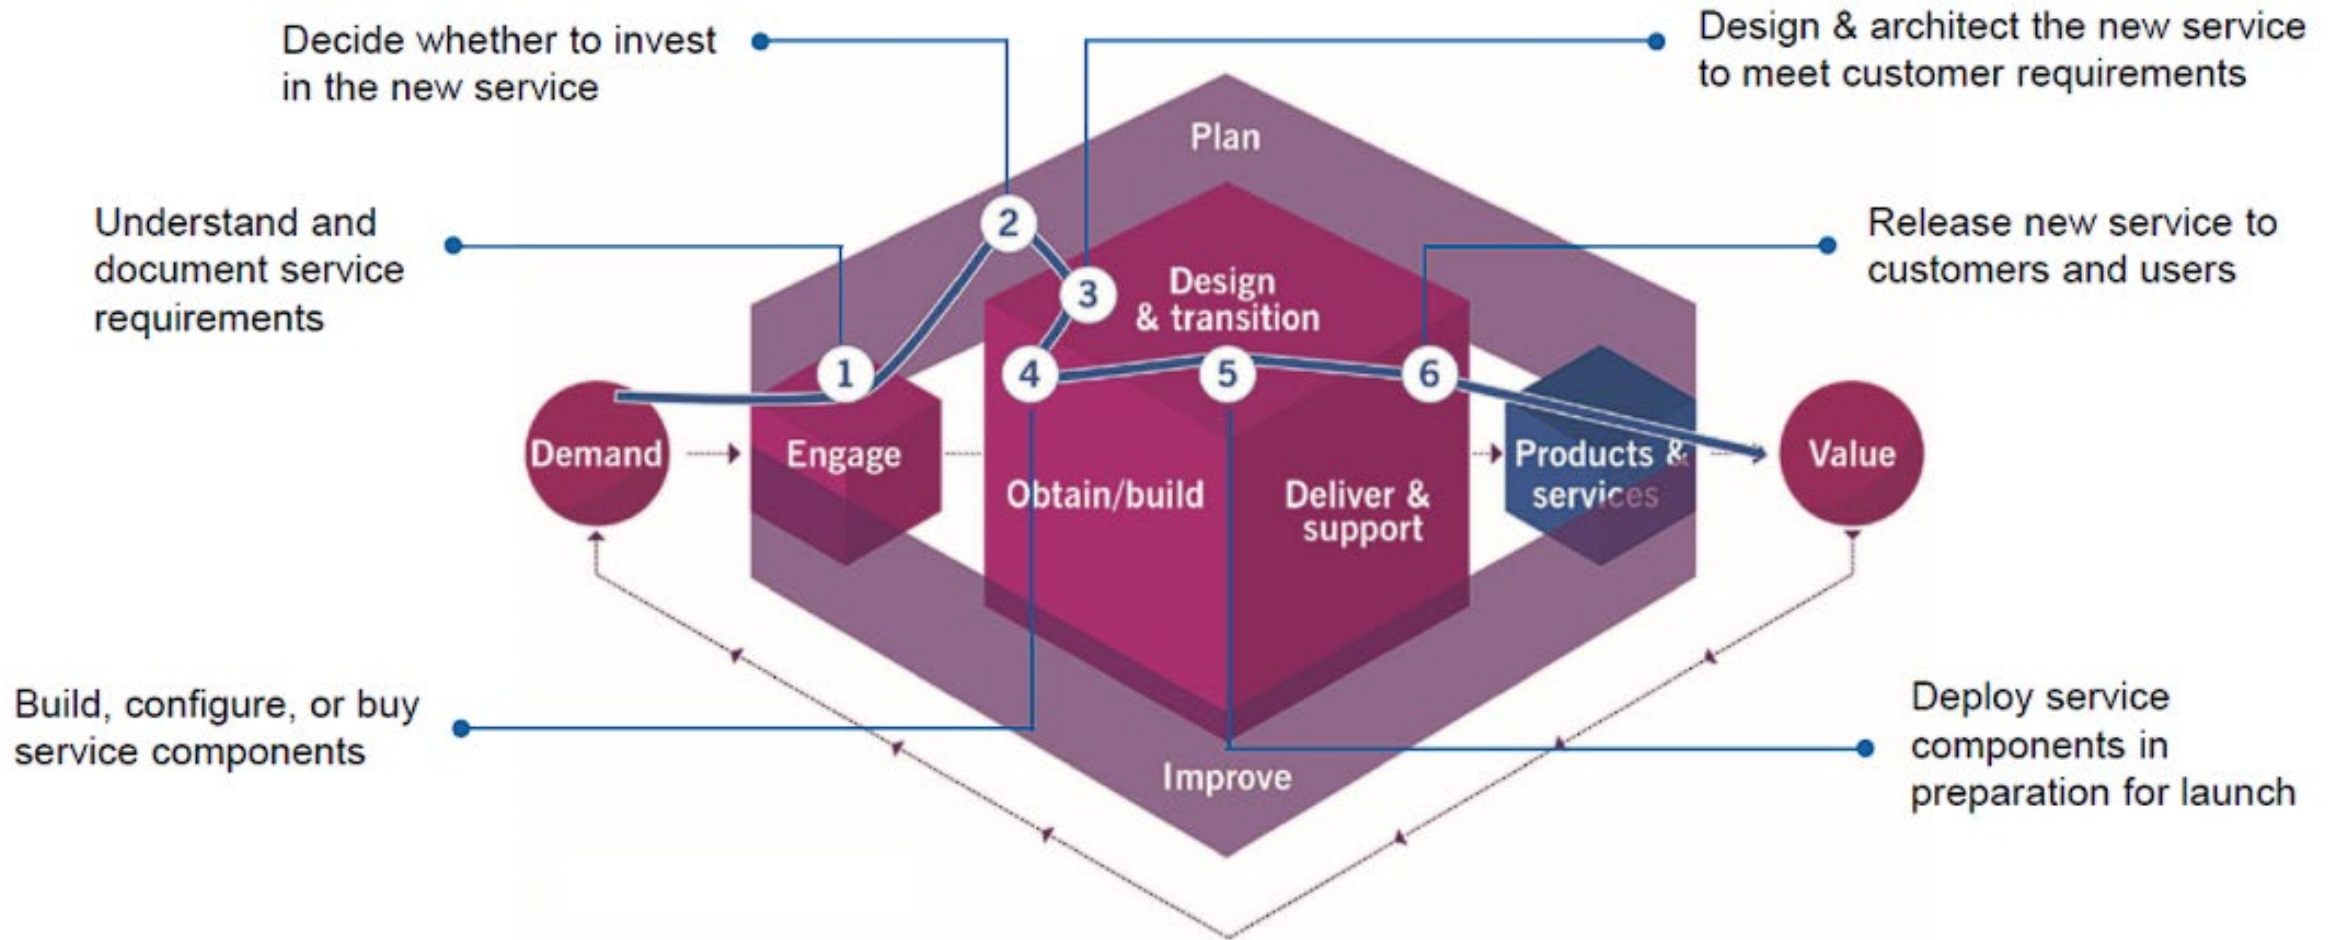 Decide whether to invest
in the new service
Design & architect the new service
to meet customer requirements
Plan
Understand and
document service
requirements
2
Release new service to
customers and users
3
Design
& transition
1
4
5
6
Demand
Engage
Obtain/build
Deliver &
support
Products &
services
Value
Build, configure, or buy
service components
Deploy service
components in
preparation for launch
Improve